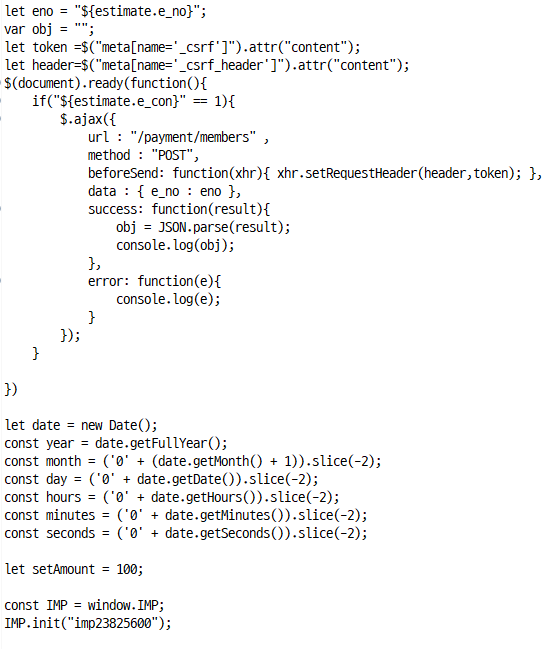 let eno = "${estimate.e_no}";
var obj = "";
let token =$("meta[name='_csrf']").attr("content");
let header=$("meta[name='_csrf_header']").attr("content");
$(document).ready(function(){
    if("${estimate.e_con}" == 1){
        $.ajax({
            url : "/payment/members" ,
            method : "POST",
            beforeSend: function(xhr){ xhr.setRequestHeader(header,token); },
            data : { e_no : eno },
            success: function(result){
                obj = JSON.parse(result);
                console.log(obj);
            },
            error: function(e){
                console.log(e);
            }
        });
    }

})

let date = new Date();
const year = date.getFullYear();
const month = ('0' + (date.getMonth() + 1)).slice(-2);
const day = ('0' + date.getDate()).slice(-2);
const hours = ('0' + date.getHours()).slice(-2);
const minutes = ('0' + date.getMinutes()).slice(-2);
const seconds = ('0' + date.getSeconds()).slice(-2);

let setAmount = 100;

const IMP = window.IMP;
IMP.init("imp23825600");